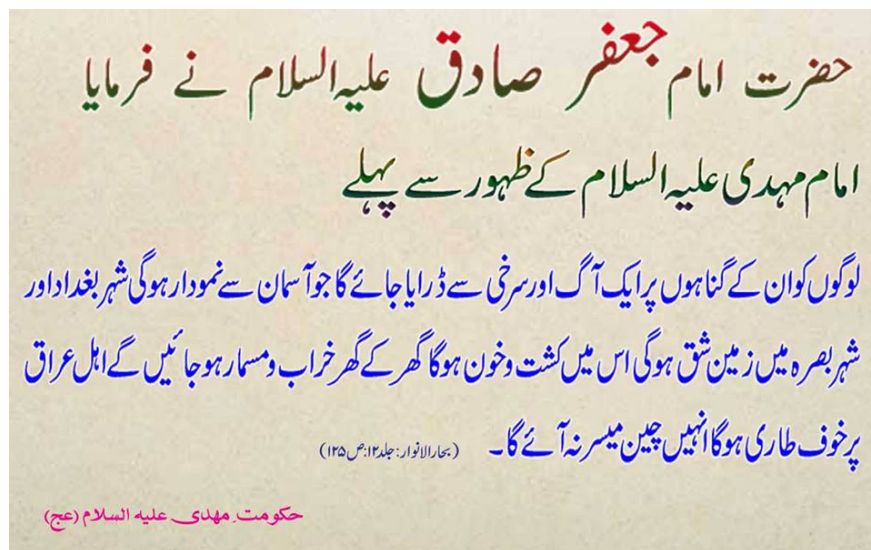 حضرت امام جعفر صادق علیہ السلام نے فرمایا
امام مہدی علیہ السلام کے ظہور سے پہلے
لوگوں کو ان کے گناہوں پر ایک آگ اور سرخی سے ڈرایا جائے گا جو آسمان سے نمودار ہوگی شہر بغداد اور
شہر بصرہ میں زمین شق ہوگی اس میں کشت و خون ہوگا گھر کے گھر خراب و مسمار ہو جائیں گے اہل عراق
پر خوف طاری ہوگا انہیں چین میسر نہ آئے گا۔ (بحارالانوار: جلد۱۲:ص۱۲۵)
حکومتِ مہدی علیہ السلام (عج)